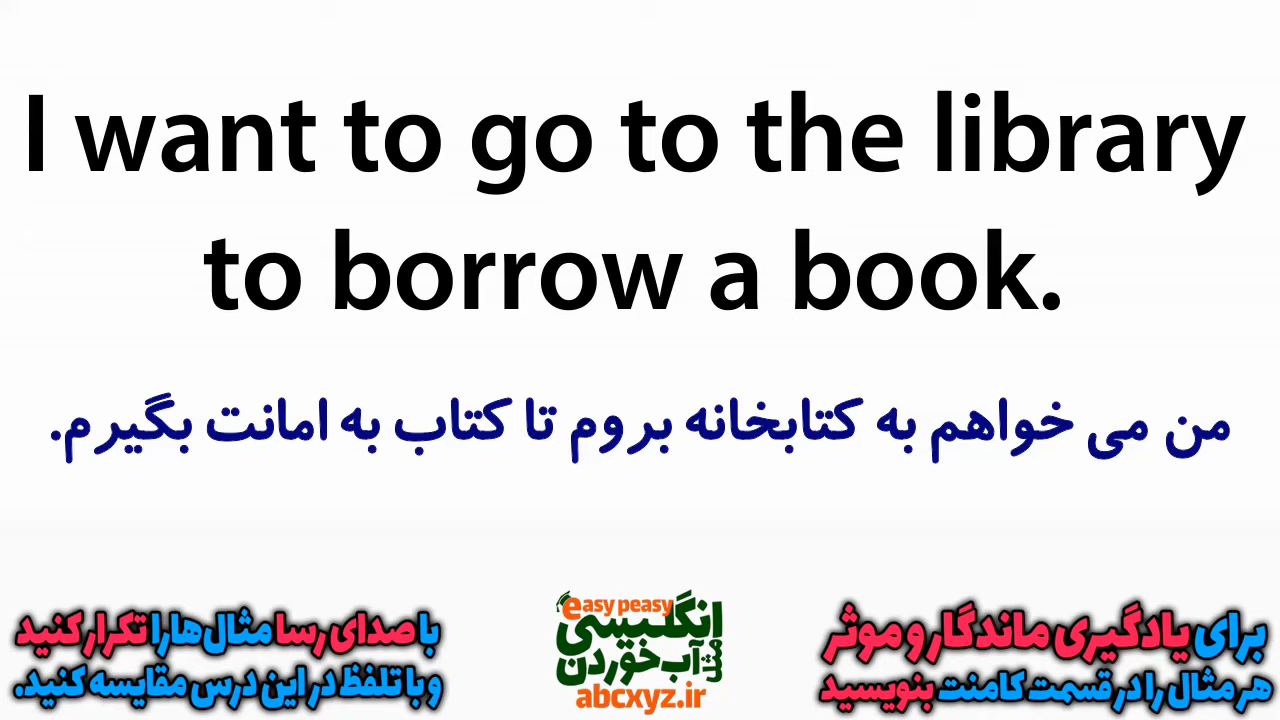 I want to go to the library
to borrow a book.
من می خواهم به کتابخانه بروم تا کتاب به امانت بگیرم.
برای یادگیری ماندگار و موثر
هر مثال را در قسمت کامنت بنویسید
easy peasy
انگلیسی
مثل آب خوردن
abcxyz.ir
با صدای رسا مثال‌ها را تکرار کنید
و با تلفظ در این درس مقایسه کنید.